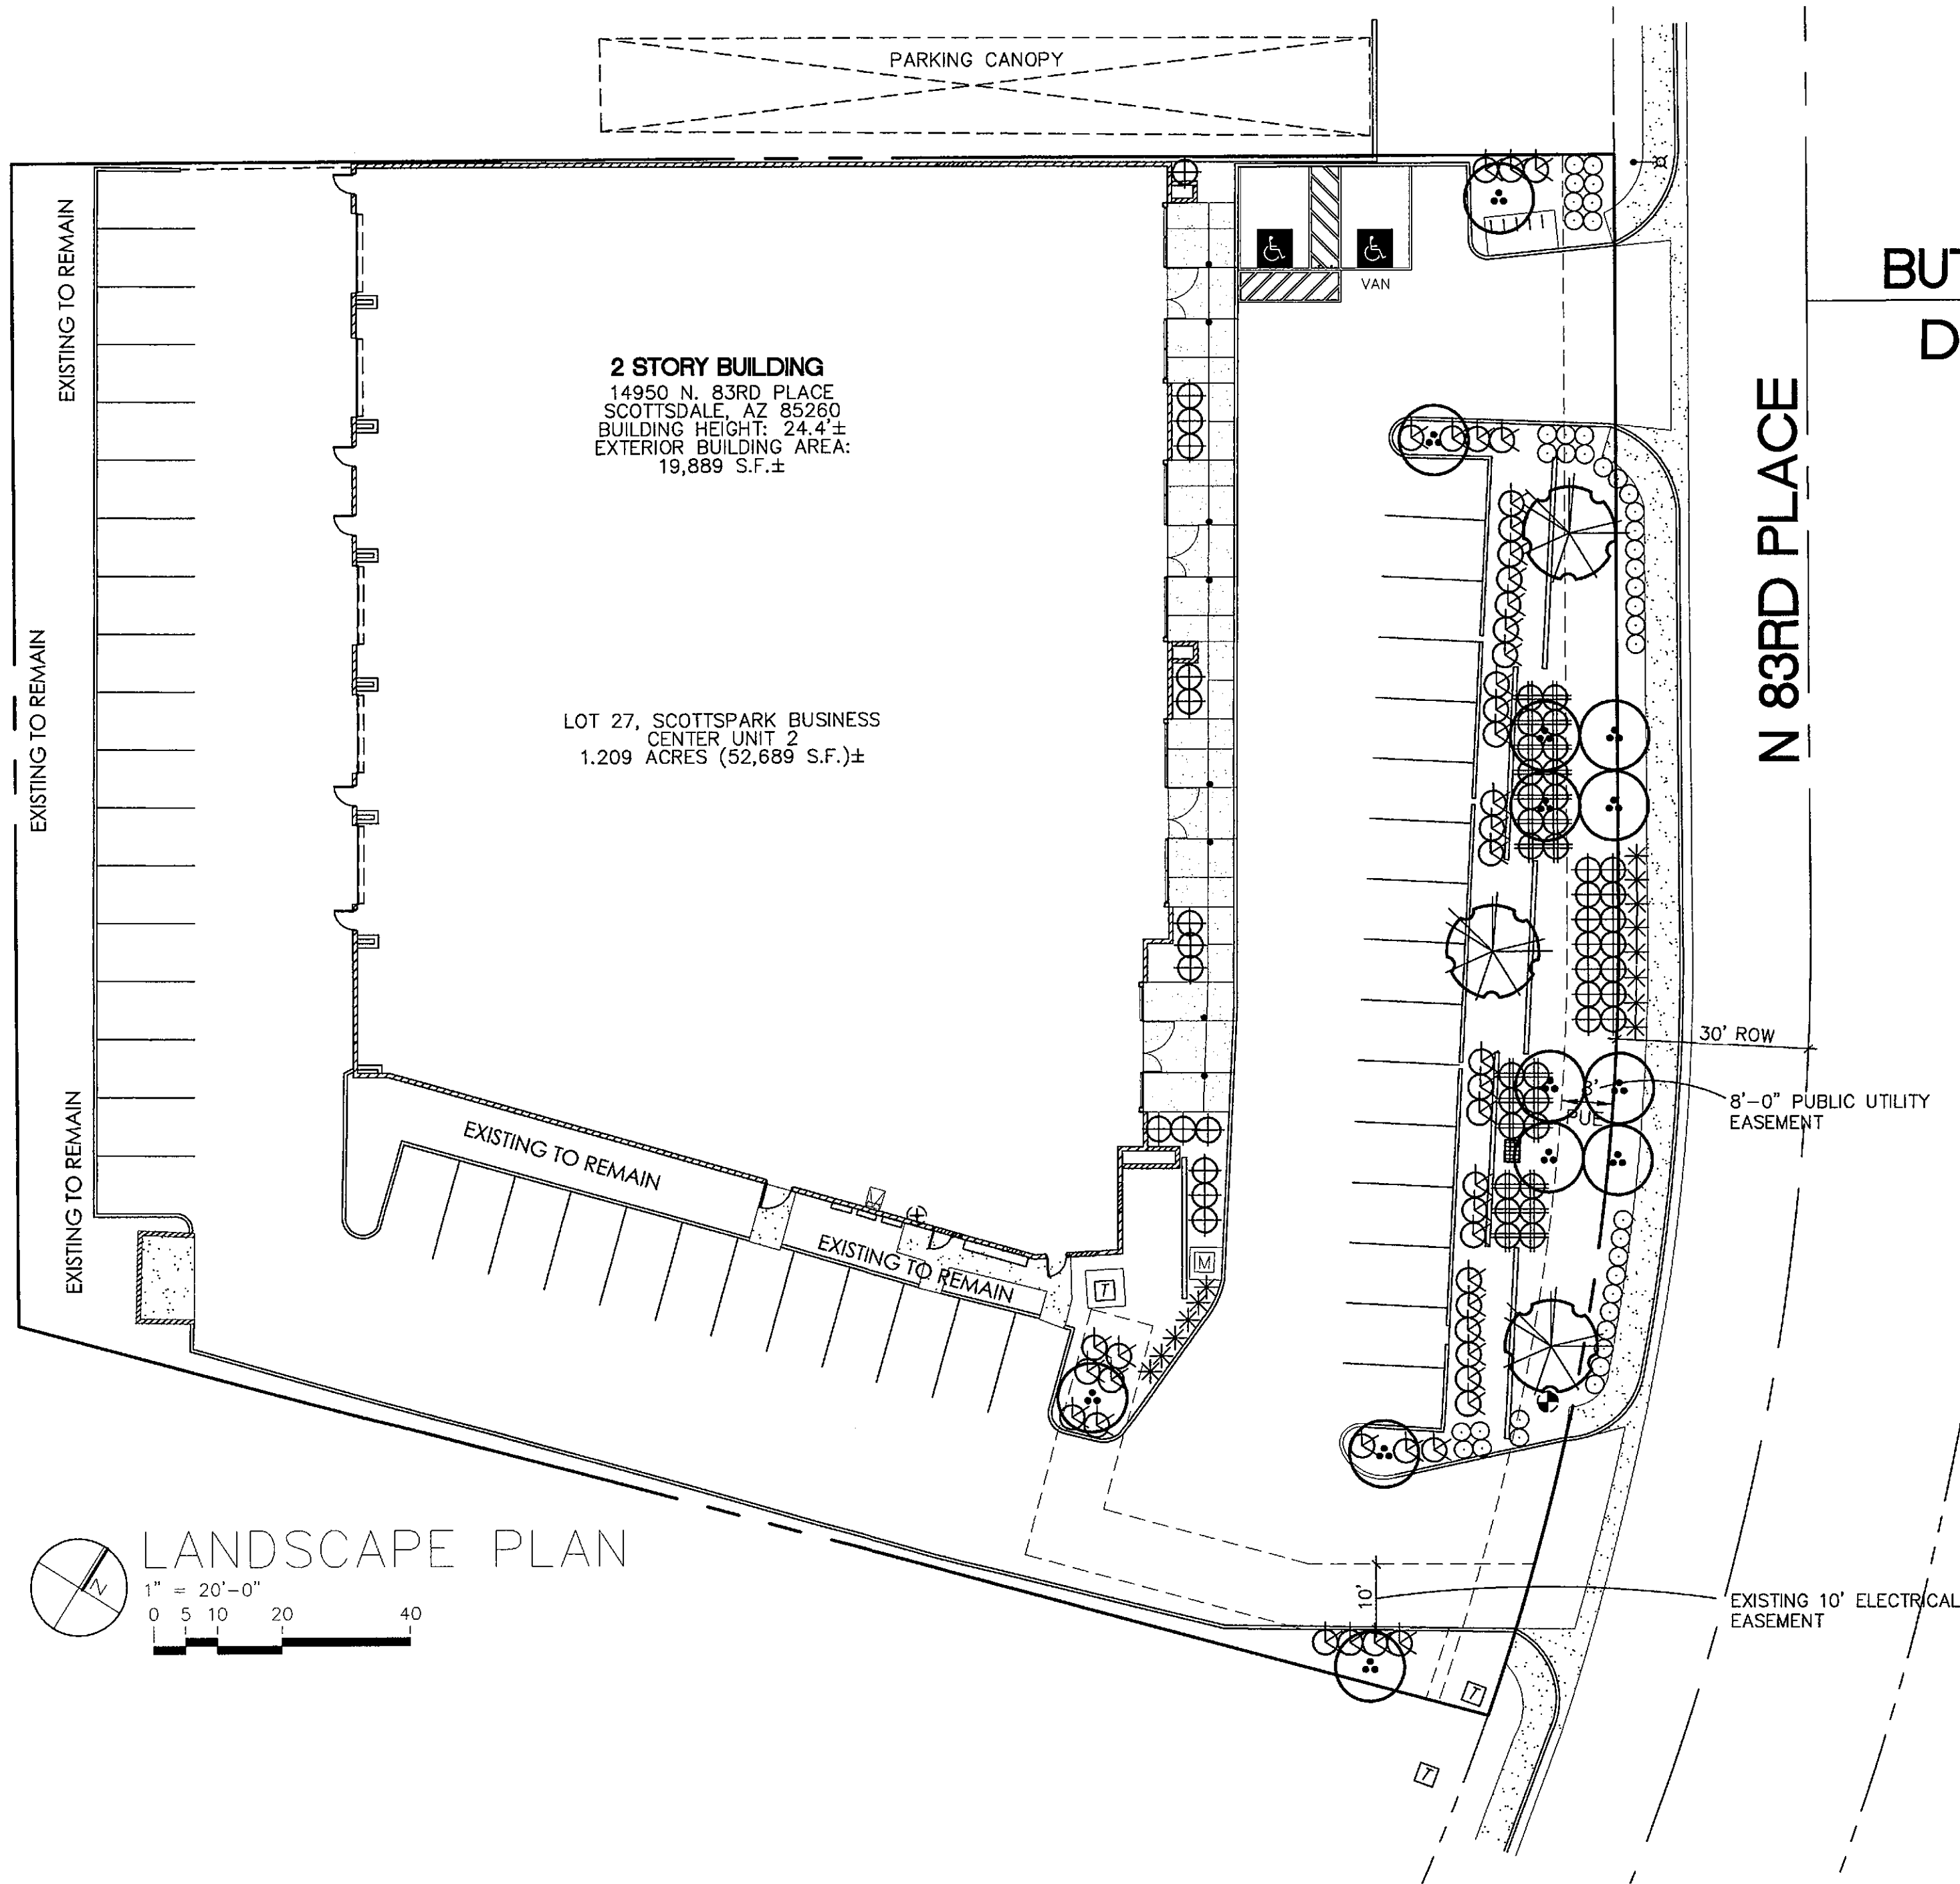 PARKING CANOPY
EXISTING TO REMAIN
VAN
BUT
D
2 STORY BUILDING
14950 N. 83RD PLACE
SCOTTSDALE, AZ 85260
BUILDING HEIGHT: 24.4'±
EXTERIOR BUILDING AREA:
19,889 S.F.±
N 83RD PLACE
EXISTING TO REMAIN
LOT 27, SCOTTSPARK BUSINESS
CENTER UNIT 2
1.209 ACRES (52,689 S.F.)±
30' ROW
8'
PUE
8'-0" PUBLIC UTILITY
EASEMENT
EXISTING TO REMAIN
EXISTING TO REMAIN
EXISTING TO REMAIN
M
T
LANDSCAPE PLAN
N
1" = 20'-0"
0 5 10 20 40
10'
EXISTING 10' ELECTRICAL
EASEMENT
T
T